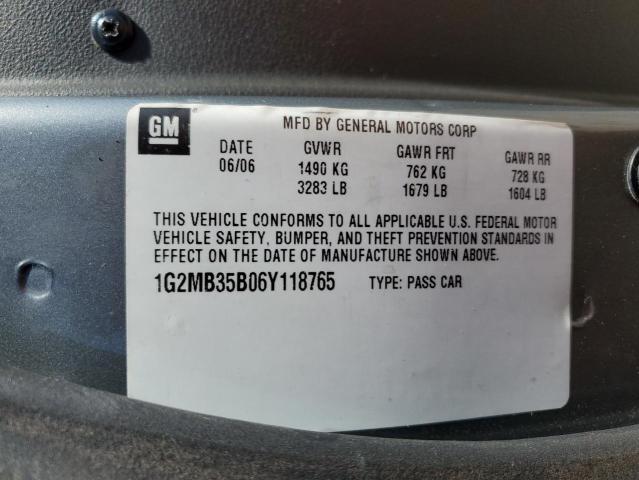 GM
MFD BY GENERAL MOTORS CORP
DATE GVWR GAWR FRT GAWR RR
06/06 1490 KG 762 KG 728 KG
3283 LB 1679 LB 1604 LB
THIS VEHICLE CONFORMS TO ALL APPLICABLE U.S. FEDERAL MOTOR
VEHICLE SAFETY, BUMPER, AND THEFT PREVENTION STANDARDS IN
EFFECT ON THE DATE OF MANUFACTURE SHOWN ABOVE.
1G2MB35B06Y118765 TYPE: PASS CAR